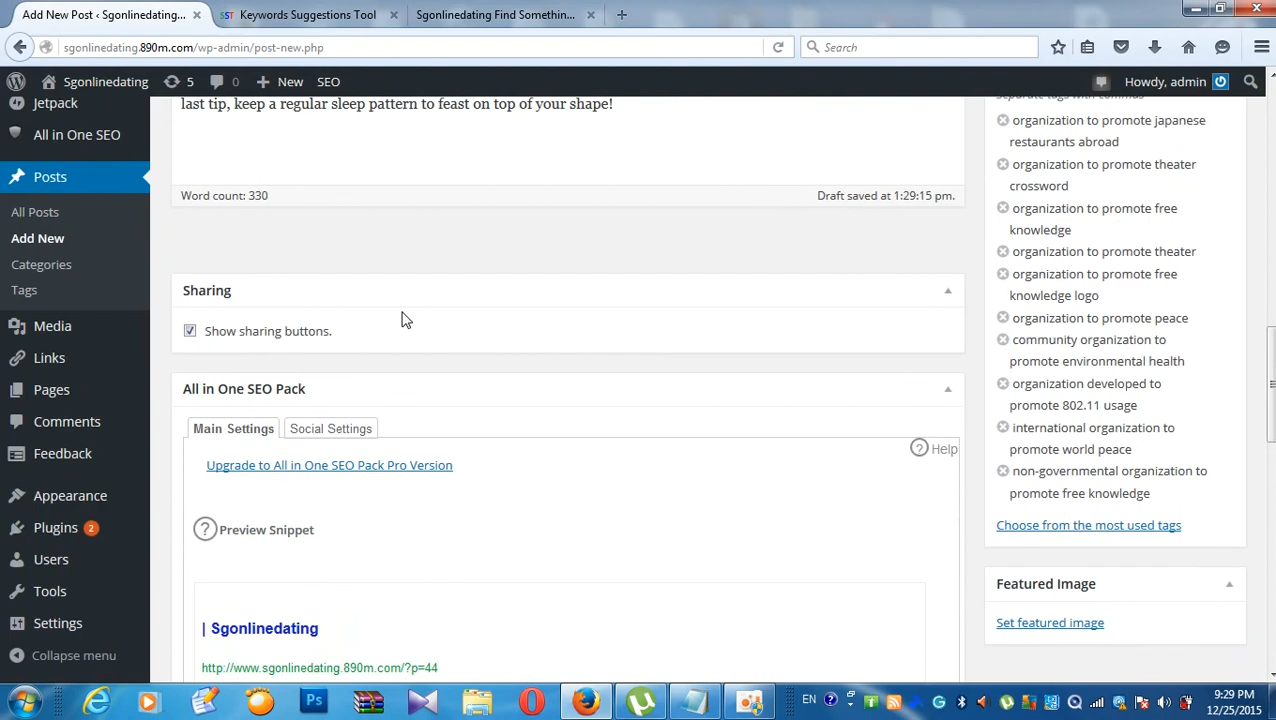 Add New Post ‹ Sgonlinedating...
Keywords Suggestions Tool
Sgonlinedating Find Somethin...
sgonlinedating.890m.com/wp-admin/post-new.php
Search
Sgonlinedating
5
0
New
SEO
Howdy, admin
Jetpack
All in One SEO
Posts
All Posts
Add New
Categories
Tags
Media
Links
Pages
Comments
Feedback
Appearance
Plugins 2
Users
Tools
Settings
Collapse menu
last tip, keep a regular sleep pattern to feast on top of your shape!
Word count: 330
Draft saved at 1:29:15 pm.
Sharing
Show sharing buttons.
All in One SEO Pack
Main Settings
Social Settings
Help
Upgrade to All in One SEO Pack Pro Version
Preview Snippet
| Sgonlinedating
http://www.sgonlinedating.890m.com/?p=44
Separate tags with commas
organization to promote japanese
restaurants abroad
organization to promote theater
crossword
organization to promote free
knowledge
organization to promote theater
organization to promote free
knowledge logo
organization to promote peace
community organization to
promote environmental health
organization developed to
promote 802.11 usage
international organization to
promote world peace
non-governmental organization to
promote free knowledge
Choose from the most used tags
Featured Image
Set featured image
SST
Ps
EN
9:29 PM
12/25/2015